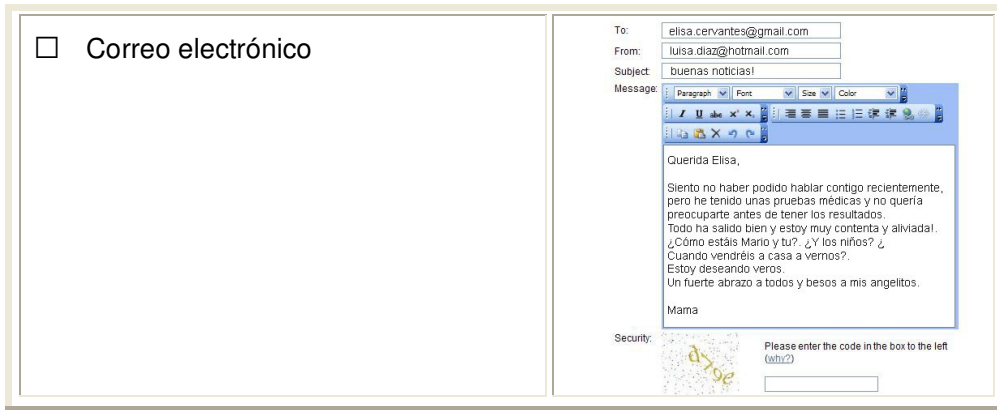 ☐ Correo electrónico
To: elisa.cervantes@gmail.com
From: luisa.diaz@hotmail.com
Subject: buenas noticias!
Message:
Paragraph Font Size Color
I U abc x² x₂
Querida Elisa,
Siento no haber podido hablar contigo recientemente,
pero he tenido unas pruebas médicas y no quería
preocuparte antes de tener los resultados.
Todo ha salido bien y estoy muy contenta y aliviada!.
¿Cómo estáis Mario y tu?. ¿Y los niños? ¿
Cuando vendréis a casa a vernos?.
Estoy deseando veros.
Un fuerte abrazo a todos y besos a mis angelitos.
Mama
Security:
Please enter the code in the box to the left
(why?)